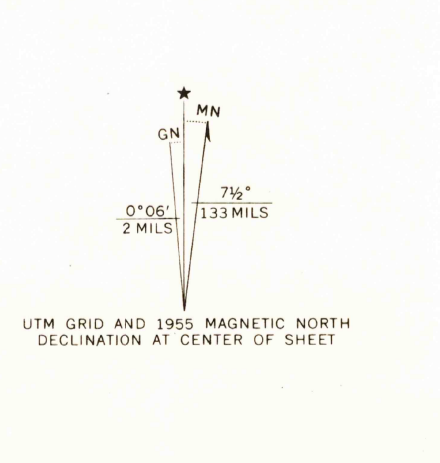 ★
MN
GN
7½°
133 MILS
0°06'
2 MILS
UTM GRID AND 1955 MAGNETIC NORTH
DECLINATION AT CENTER OF SHEET